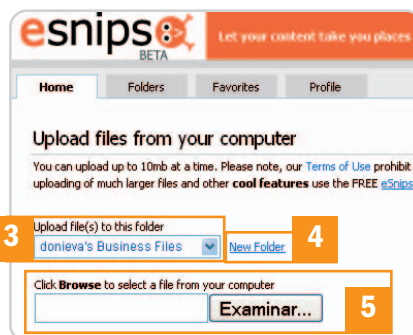 esnips
BETA
Let your content take you places
Home Folders Favorites Profile
Upload files from your computer
You can upload up to 10mb at a time. Please note, our Terms of Use prohibit
uploading of much larger files and other cool features use the FREE eSnips
3
Upload file(s) to this folder
donieva's Business Files New Folder
4
Click Browse to select a file from your computer
Examinar...
5